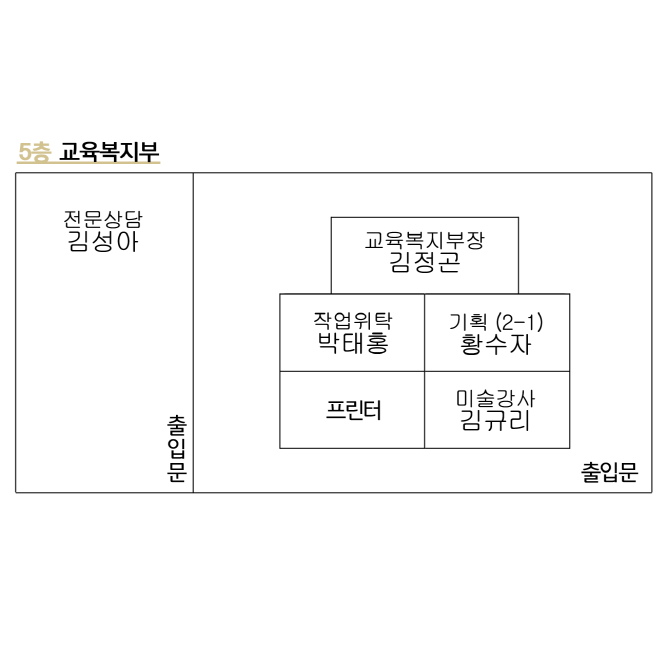 5층 교육복지부
전문상담
김성아
교육복지부장
김정곤
작업위탁
박태홍
기획 (2-1)
황수자
프린터
미술강사
김규리
출입문
출입문